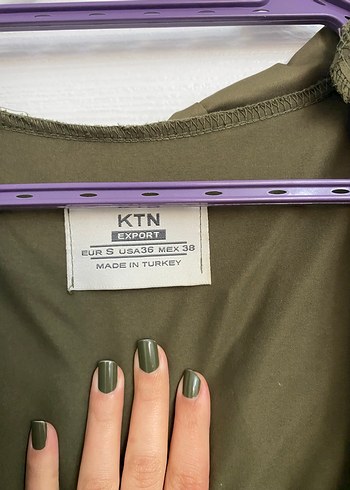 KTN
EXPORT
EUR S USA36 MEX 38
MADE IN TURKEY